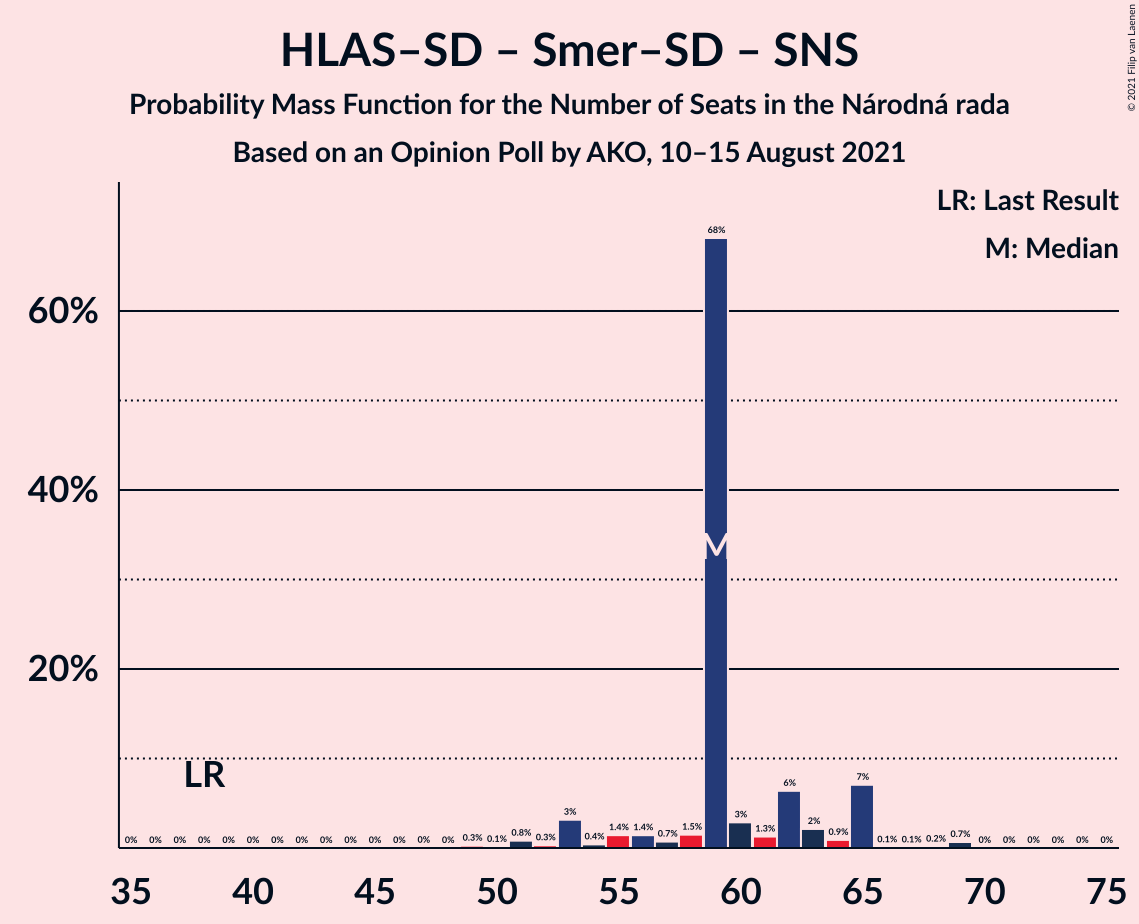 HLAS–SD – Smer–SD – SNS
Probability Mass Function for the Number of Seats in the Národná rada
Based on an Opinion Poll by AKO, 10–15 August 2021
© 2021 Filip van Laenen
LR: Last Result
M: Median
60%
40%
20%
LR
M
0% 0% 0% 0% 0% 0% 0% 0% 0% 0% 0% 0% 0% 0% 0.3% 0.1% 0.8% 0.3% 3% 0.4% 1.4% 1.4% 0.7% 1.5% 68% 3% 1.3% 6% 2% 0.9% 7% 0.1% 0.1% 0.2% 0.7% 0% 0% 0% 0% 0% 0%
35 40 45 50 55 60 65 70 75